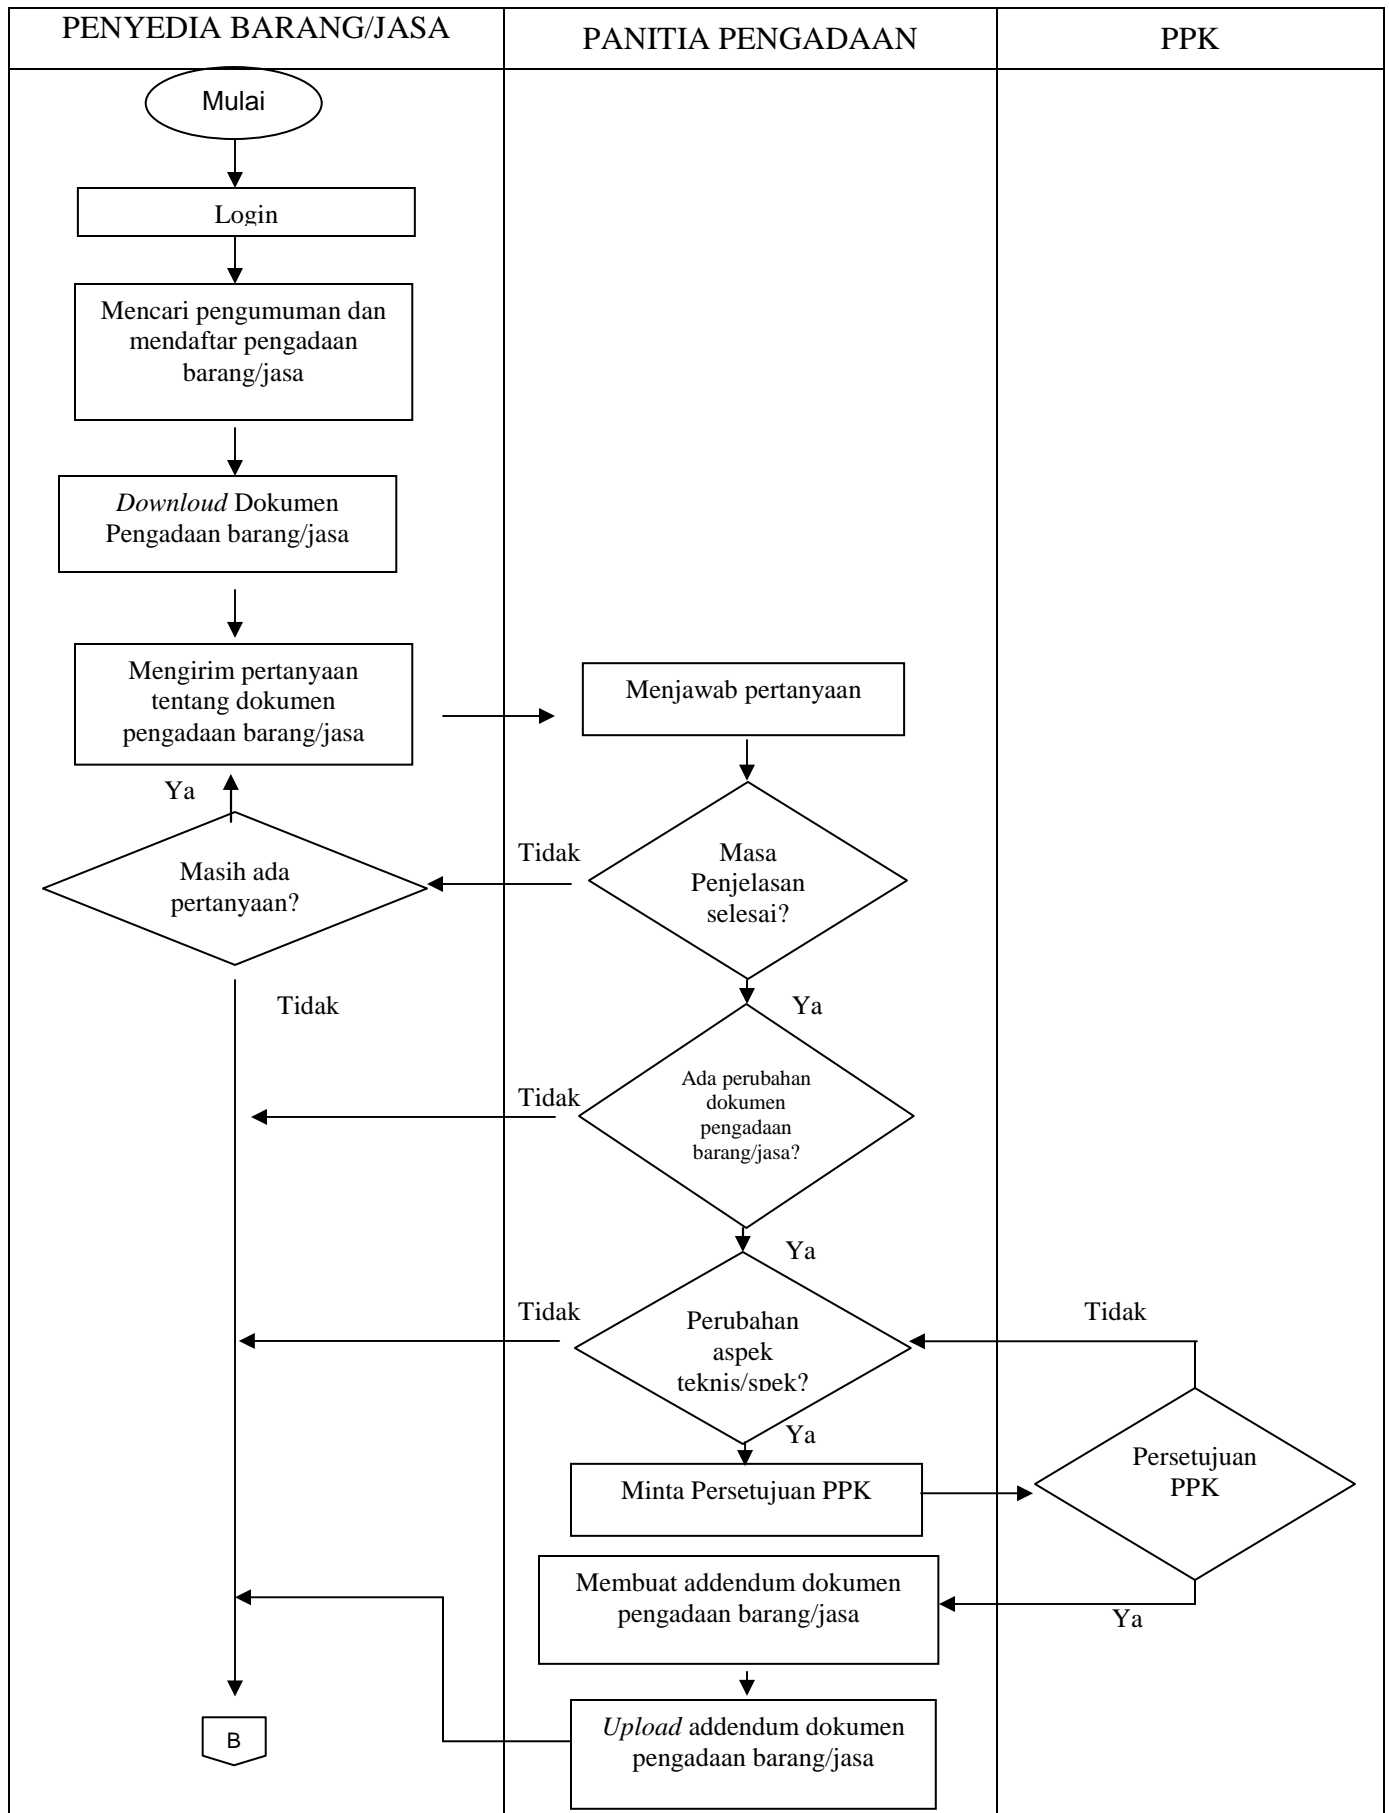 PENYEDIA BARANG/JASA
PANITIA PENGADAAN
PPK
Mulai
Login
Mencari pengumuman dan
mendaftar pengadaan
barang/jasa
Downloud Dokumen
Pengadaan barang/jasa
Mengirim pertanyaan
tentang dokumen
pengadaan barang/jasa
Menjawab pertanyaan
Ya
Masih ada
pertanyaan?
Tidak
Masa
Penjelasan
selesai?
Tidak
Ya
Ada perubahan
dokumen
pengadaan
barang/jasa?
Tidak
Ya
Perubahan
aspek
teknis/spek?
Tidak
Tidak
Ya
Minta Persetujuan PPK
Persetujuan
PPK
Membuat addendum dokumen
pengadaan barang/jasa
Ya
Upload addendum dokumen
pengadaan barang/jasa
B